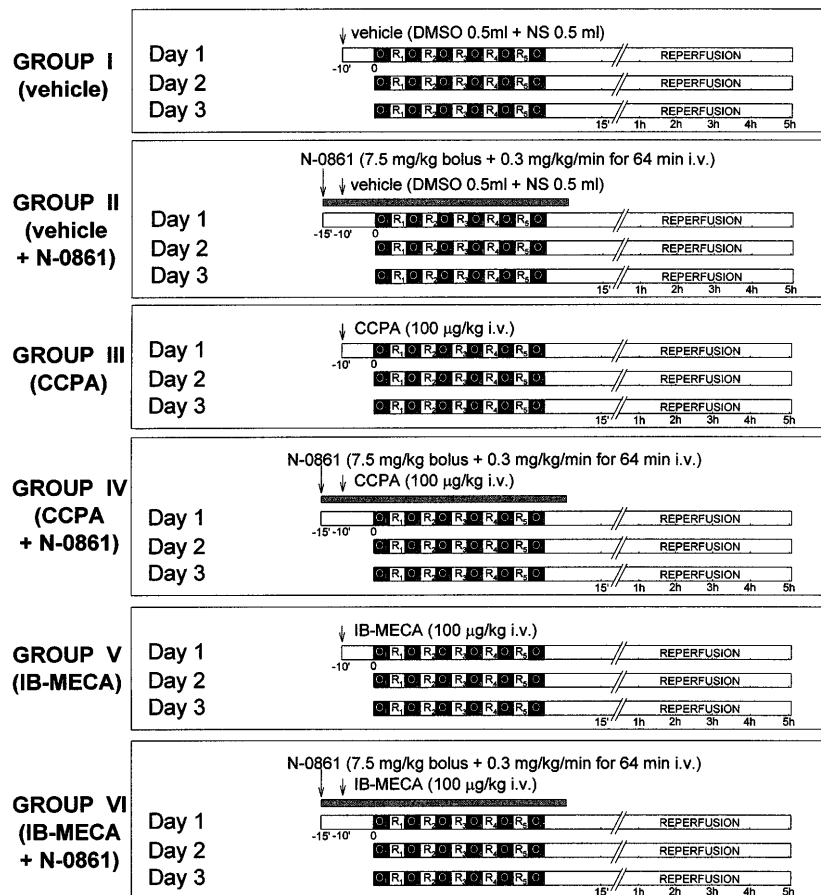 GROUP I
(vehicle)
vehicle (DMSO 0.5ml + NS 0.5 ml)
Day 1 O R1 O R2 O R3 O R4 O R5 O REPERFUSION
-10' 0
Day 2 O R1 O R2 O R3 O R4 O R5 O REPERFUSION
Day 3 O R1 O R2 O R3 O R4 O R5 O REPERFUSION
15' 1h 2h 3h 4h 5h
GROUP II
(vehicle
+ N-0861)
N-0861 (7.5 mg/kg bolus + 0.3 mg/kg/min for 64 min i.v.)
vehicle (DMSO 0.5ml + NS 0.5 ml)
Day 1 O R1 O R2 O R3 O R4 O R5 O REPERFUSION
-15' -10' 0
Day 2 O R1 O R2 O R3 O R4 O R5 O REPERFUSION
Day 3 O R1 O R2 O R3 O R4 O R5 O REPERFUSION
15' 1h 2h 3h 4h 5h
GROUP III
(CCPA)
CCPA (100 µg/kg i.v.)
Day 1 O R1 O R2 O R3 O R4 O R5 O REPERFUSION
-10' 0
Day 2 O R1 O R2 O R3 O R4 O R5 O REPERFUSION
Day 3 O R1 O R2 O R3 O R4 O R5 O REPERFUSION
15' 1h 2h 3h 4h 5h
GROUP IV
(CCPA
+ N-0861)
N-0861 (7.5 mg/kg bolus + 0.3 mg/kg/min for 64 min i.v.)
CCPA (100 µg/kg i.v.)
Day 1 O R1 O R2 O R3 O R4 O R5 O REPERFUSION
-15' -10' 0
Day 2 O R1 O R2 O R3 O R4 O R5 O REPERFUSION
Day 3 O R1 O R2 O R3 O R4 O R5 O REPERFUSION
15' 1h 2h 3h 4h 5h
GROUP V
(IB-MECA)
IB-MECA (100 µg/kg i.v.)
Day 1 O R1 O R2 O R3 O R4 O R5 O REPERFUSION
-10' 0
Day 2 O R1 O R2 O R3 O R4 O R5 O REPERFUSION
Day 3 O R1 O R2 O R3 O R4 O R5 O REPERFUSION
15' 1h 2h 3h 4h 5h
GROUP VI
(IB-MECA
+ N-0861)
N-0861 (7.5 mg/kg bolus + 0.3 mg/kg/min for 64 min i.v.)
IB-MECA (100 µg/kg i.v.)
Day 1 O R1 O R2 O R3 O R4 O R5 O REPERFUSION
-15' -10' 0
Day 2 O R1 O R2 O R3 O R4 O R5 O REPERFUSION
Day 3 O R1 O R2 O R3 O R4 O R5 O REPERFUSION
15' 1h 2h 3h 4h 5h